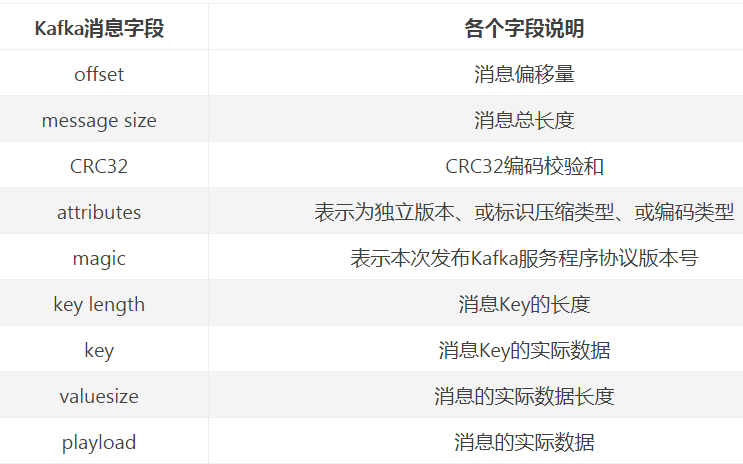 Kafka消息字段 各个字段说明
offset 消息偏移量
message size 消息总长度
CRC32 CRC32编码校验和
attributes 表示为独立版本、或标识压缩类型、或编码类型
magic 表示本次发布Kafka服务程序协议版本号
key length 消息Key的长度
key 消息Key的实际数据
valuesize 消息的实际数据长度
playload 消息的实际数据